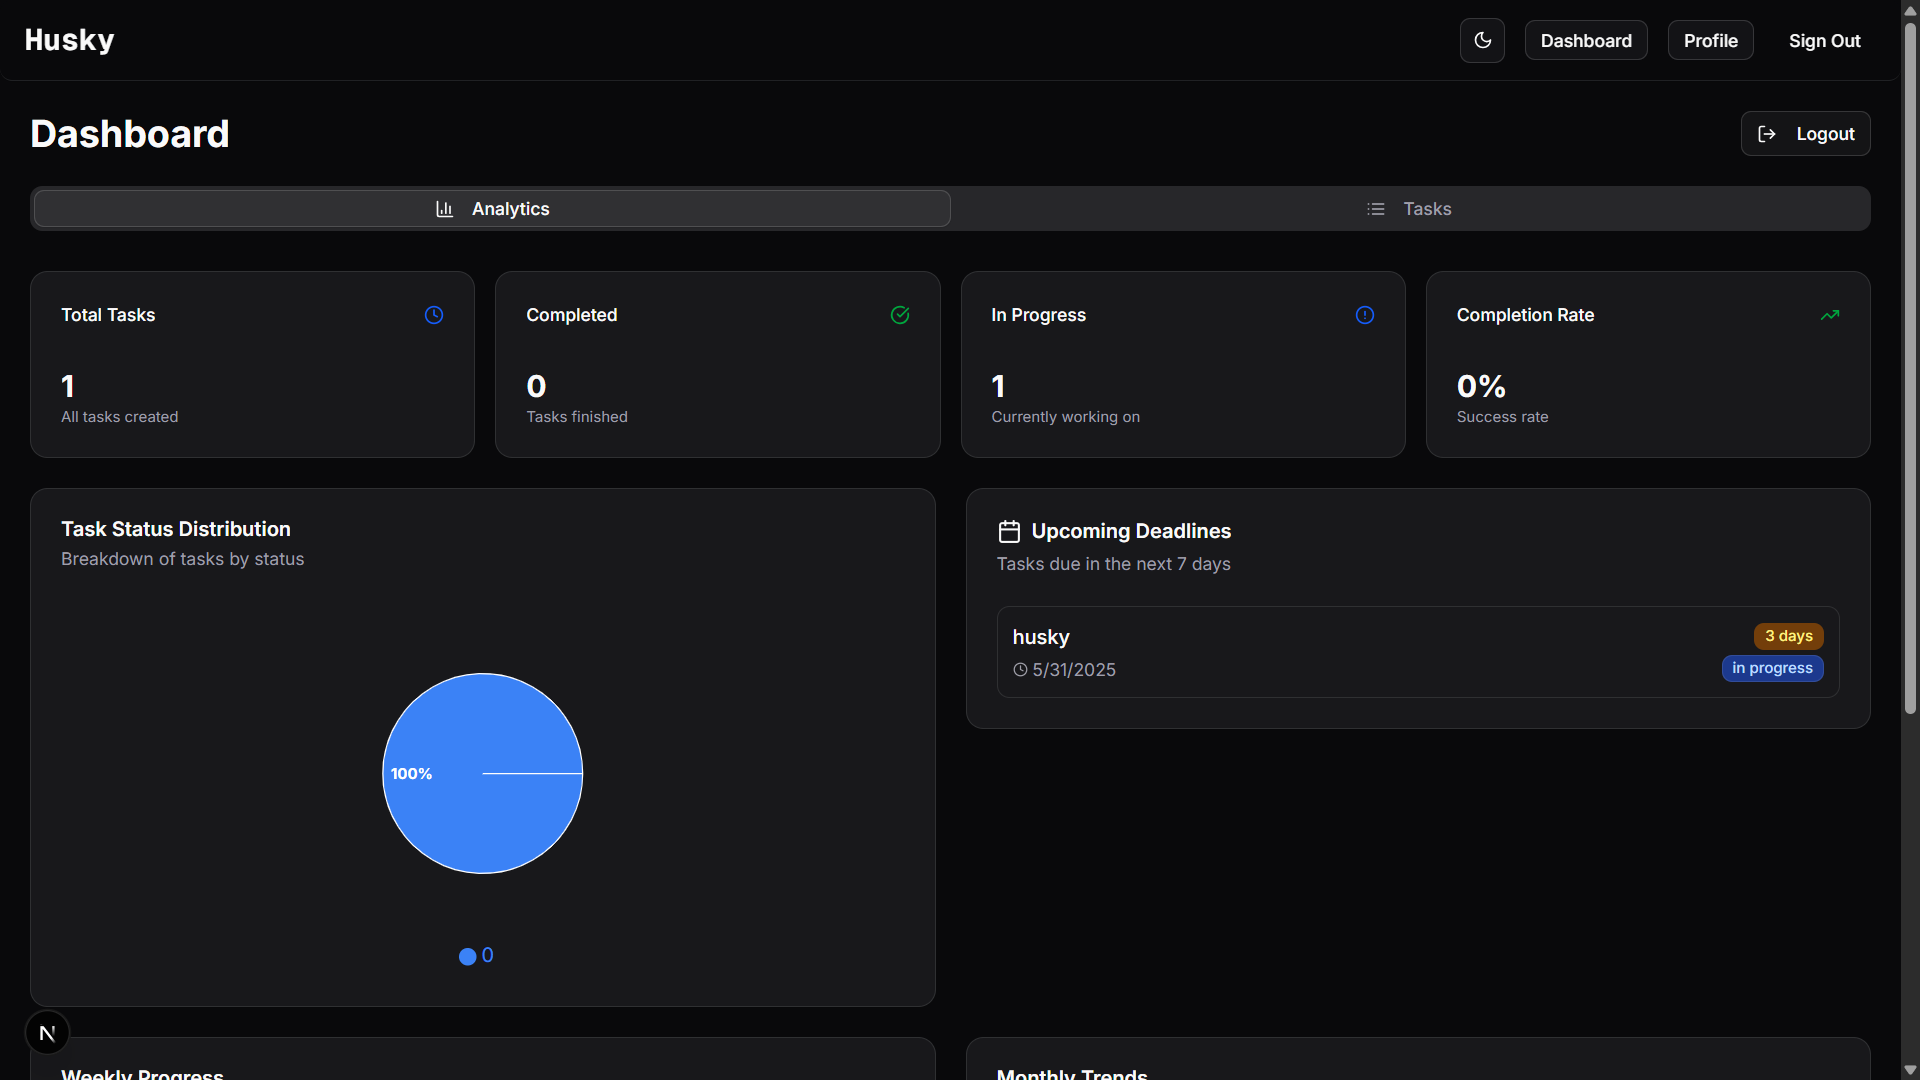 Husky
Dashboard
Profile
Sign Out
Dashboard
Logout
Analytics
Tasks
Total Tasks
1
All tasks created
Completed
0
Tasks finished
In Progress
1
Currently working on
Completion Rate
0%
Success rate
Task Status Distribution
Breakdown of tasks by status
100%
0
Upcoming Deadlines
Tasks due in the next 7 days
husky
3 days
5/31/2025
in progress
N
Weekly Progress
Monthly Trends